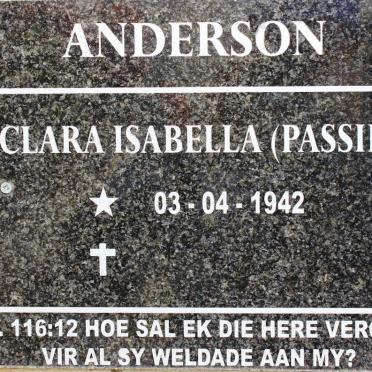 ANDERSON
CLARA ISABELLA (PASSI
03 - 04 - 1942
. 116:12 HOE SAL EK DIE HERE VER
VIR AL SY WELDADE AAN MY?